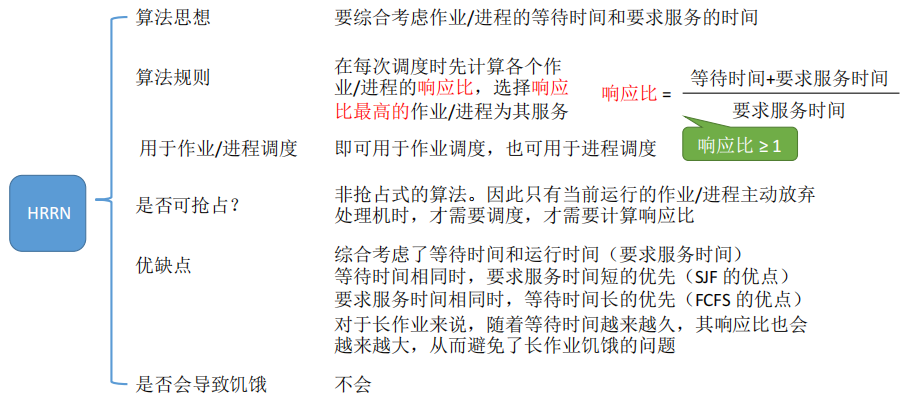 HRRN
算法思想
要综合考虑作业/进程的等待时间和要求服务的时间
算法规则
在每次调度时先计算各个作
业/进程的响应比，选择响应
比最高的作业/进程为其服务
响应比 =
等待时间+要求服务时间
要求服务时间
响应比 ≥ 1
用于作业/进程调度
即可用于作业调度，也可用于进程调度
是否可抢占？
非抢占式的算法。因此只有当前运行的作业/进程主动放弃
处理机时，才需要调度，才需要计算响应比
优缺点
综合考虑了等待时间和运行时间（要求服务时间）
等待时间相同时，要求服务时间短的优先（SJF 的优点）
要求服务时间相同时，等待时间长的优先（FCFS 的优点）
对于长作业来说，随着等待时间越来越久，其响应比也会
越来越大，从而避免了长作业饥饿的问题
是否会导致饥饿
不会